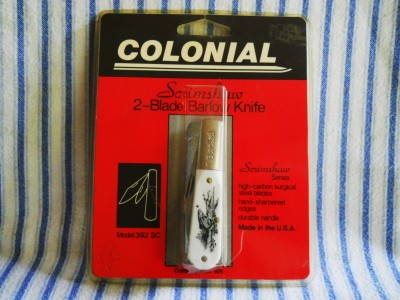 COLONIAL
Scrimshaw
2-Blade Barlow Knife
Scrimshaw
Series
high-carbon surgical
steel blades
hand-sharpened
edges
durable handle
Made in the U.S.A.
Model 392 SC